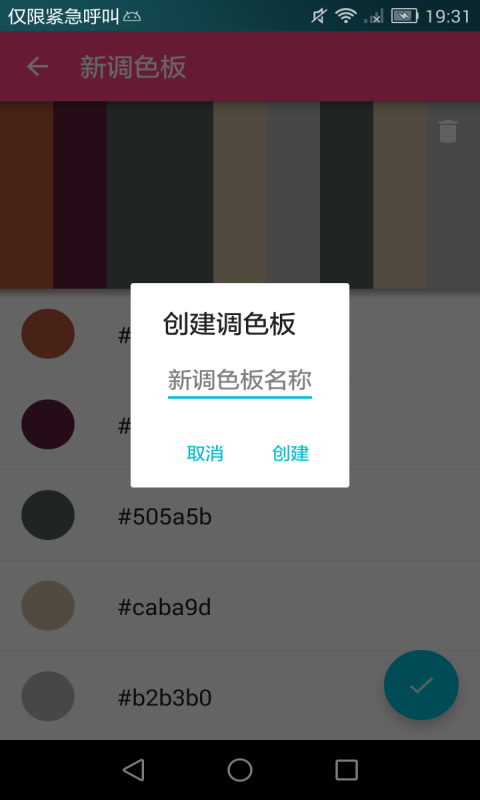 仅限紧急呼叫 19:31
新调色板
创建调色板
新调色板名称
取消 创建
#
#
#505a5b
#caba9d
#b2b3b0